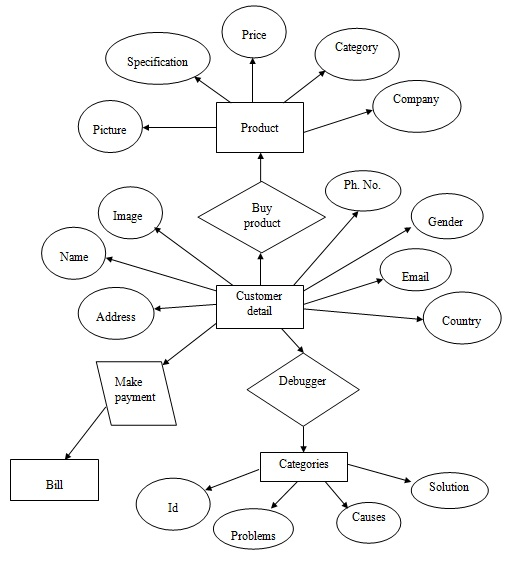 Price
Category
Specification
Company
Picture
Product
Ph. No.
Buy
product
Image
Gender
Name
Email
Customer
detail
Address
Country
Make
payment
Debugger
Categories
Bill
Solution
Id
Causes
Problems